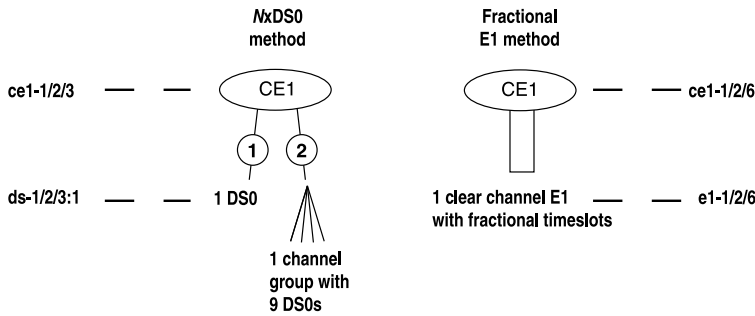 NxDS0
method
Fractional
E1 method
ce1-1/2/3
CE1
CE1
ce1-1/2/6
1
2
ds-1/2/3:1
1 DS0
1 clear channel E1
with fractional timeslots
e1-1/2/6
1 channel
group with
9 DS0s